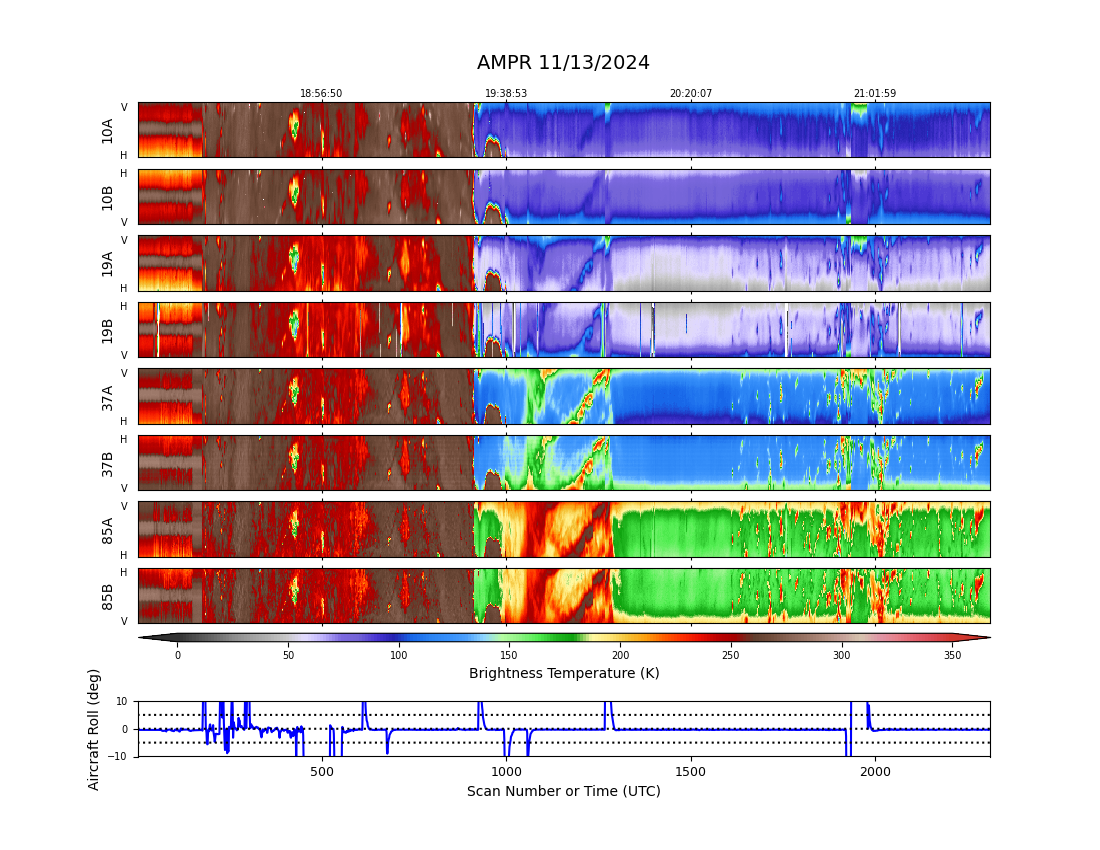 AMPR 11/13/2024
18:56:50 19:38:53 20:20:07 21:01:59
V
10A
H
H
10B
V
V
19A
H
H
19B
V
V
37A
H
H
37B
V
V
85A
H
H
85B
V
0 50 100 150 200 250 300 350
Brightness Temperature (K)
Aircraft Roll (deg)
10
0
−10
500 1000 1500 2000
Scan Number or Time (UTC)